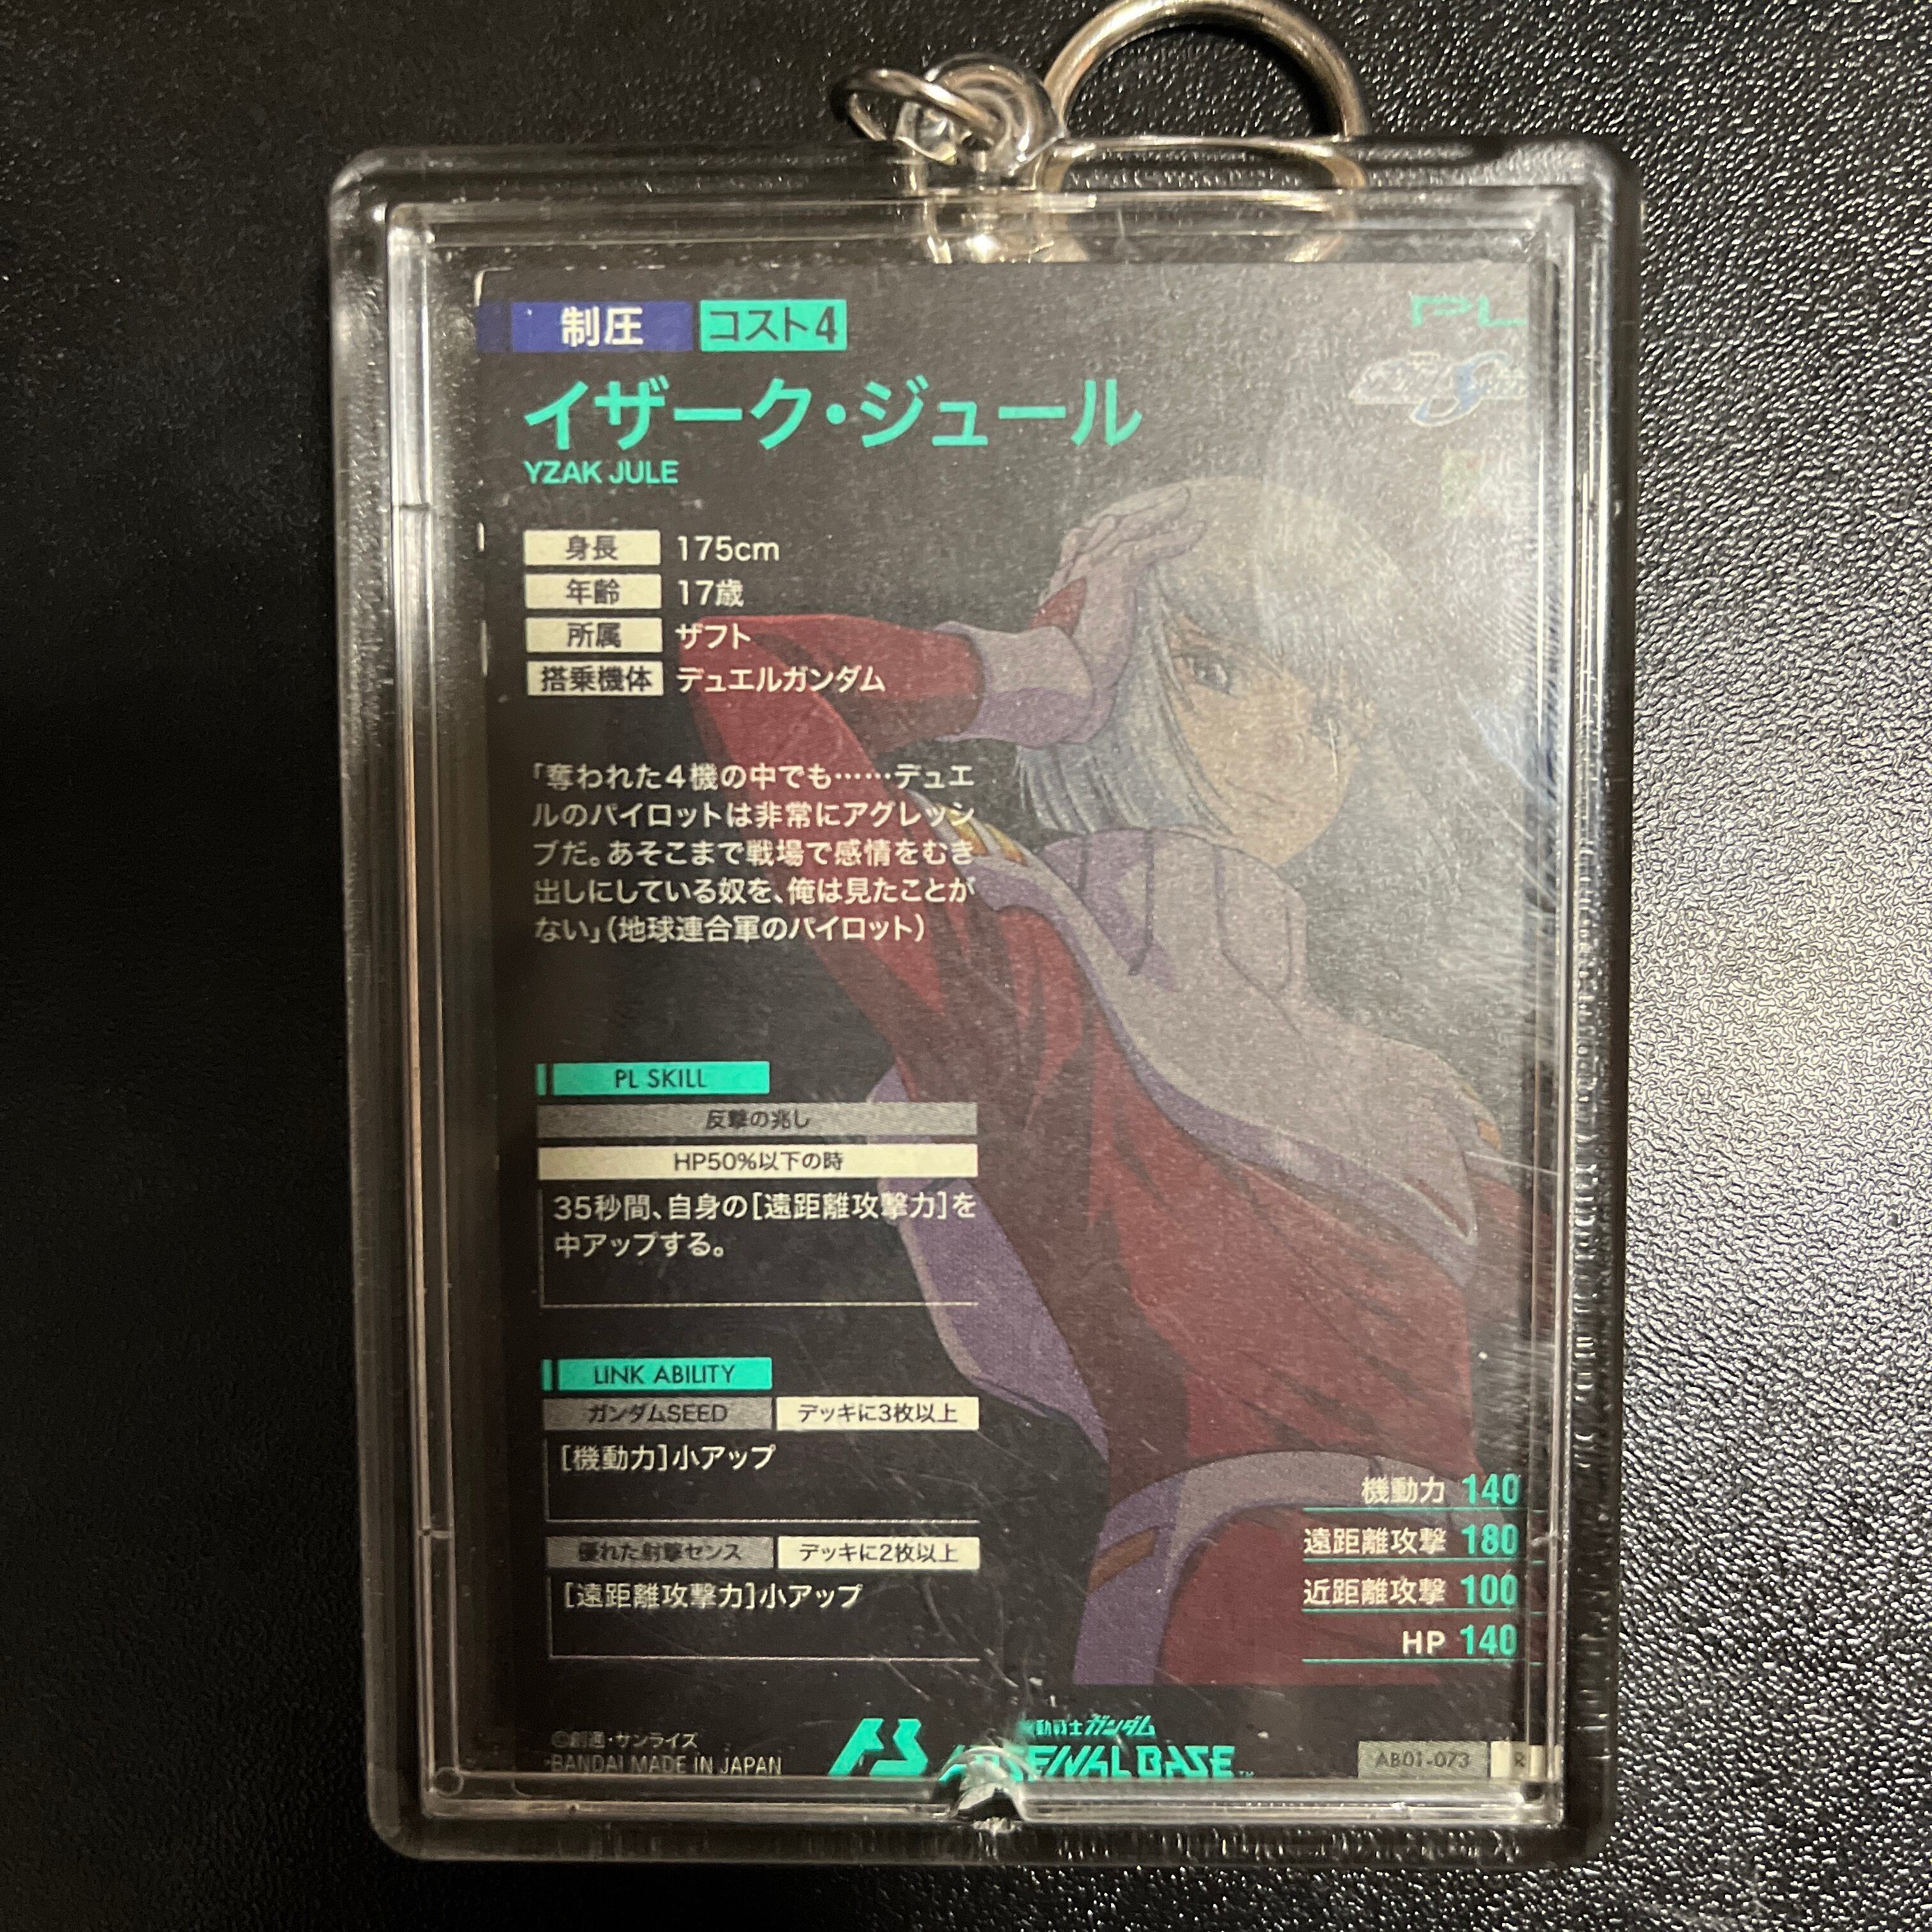 制圧 コスト4
PL
イザーク・ジュール
YZAK JULE
身長 175cm
年齢 17歳
所属 ザフト
搭乗機体 デュエルガンダム
「奪われた4機の中でも……デュエ
ルのパイロットは非常にアグレッシ
ブだ。あそこまで戦場で感情をむき
出しにしている奴を、俺は見たことが
ない」(地球連合軍のパイロット)
PL SKILL
反撃の兆し
HP50%以下の時
35秒間、自身の[遠距離攻撃力]を
中アップする。
LINK ABILITY
ガンダムSEED デッキに3枚以上
[機動力]小アップ
優れた射撃センス デッキに2枚以上
[遠距離攻撃力]小アップ
機動力 140
遠距離攻撃 180
近距離攻撃 100
HP 140
©創通・サンライズ
BANDAI MADE IN JAPAN
機動戦士ガンダム
ARSENAL BASE
AB01-073 R